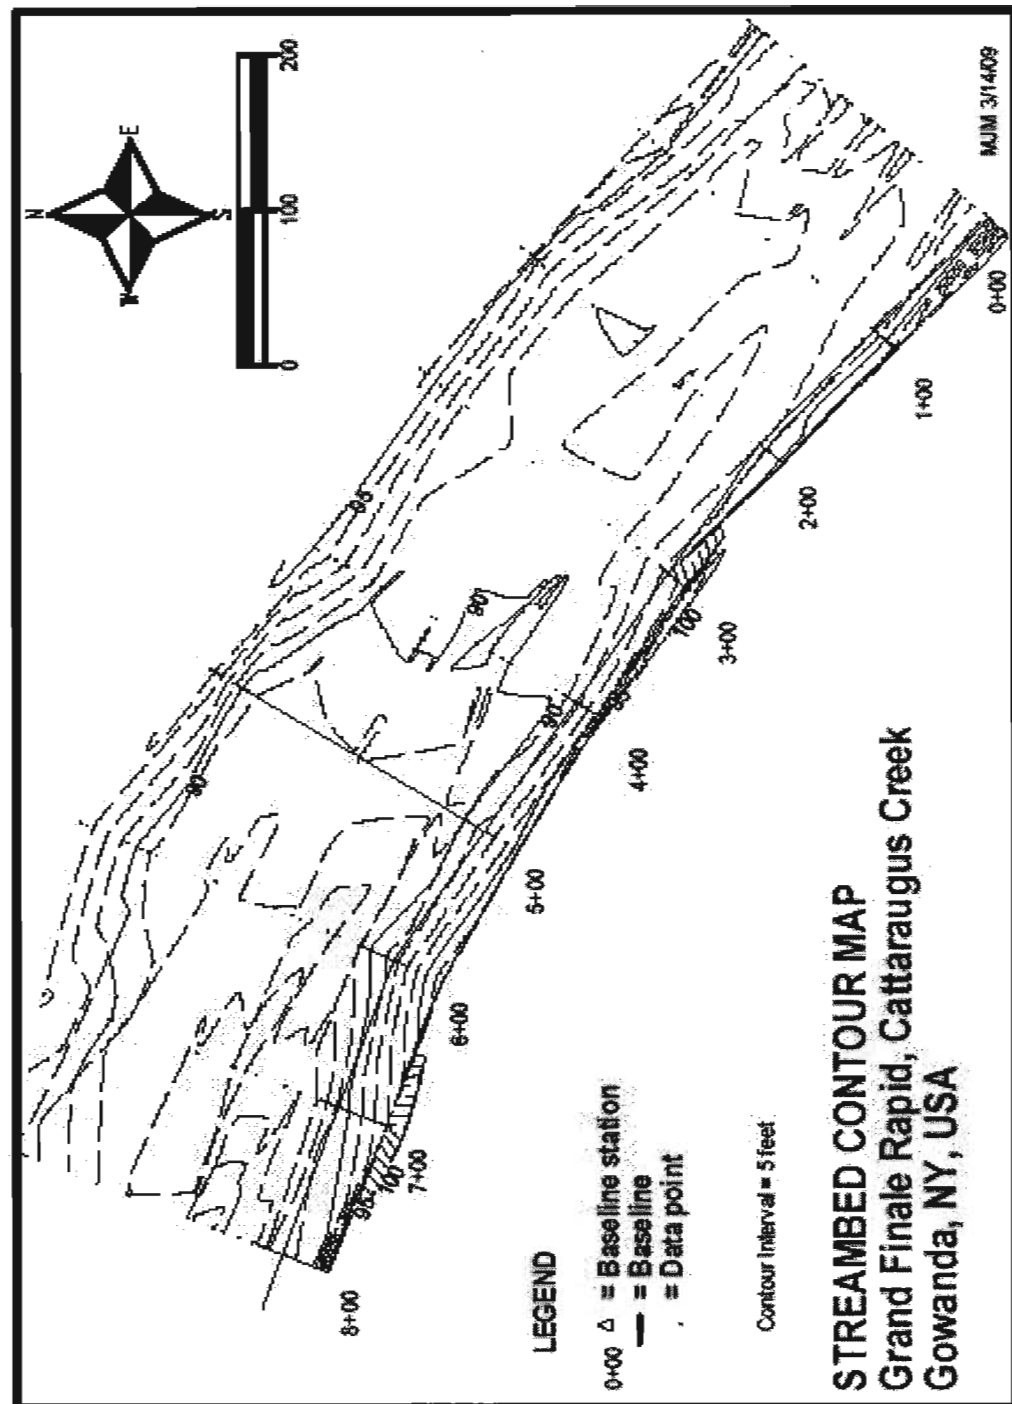 N
E
S
W
0
100
200
95
90
90
90
95
100
95
100
0+00
1+00
2+00
3+00
4+00
5+00
6+00
7+00
8+00
MJM 3/14/09
LEGEND
0+00 Δ = Baseline station
= Baseline
. = Data point
Contour Interval = 5 feet
STREAMBED CONTOUR MAP
Grand Finale Rapid, Cattaraugus Creek
Gowanda, NY, USA